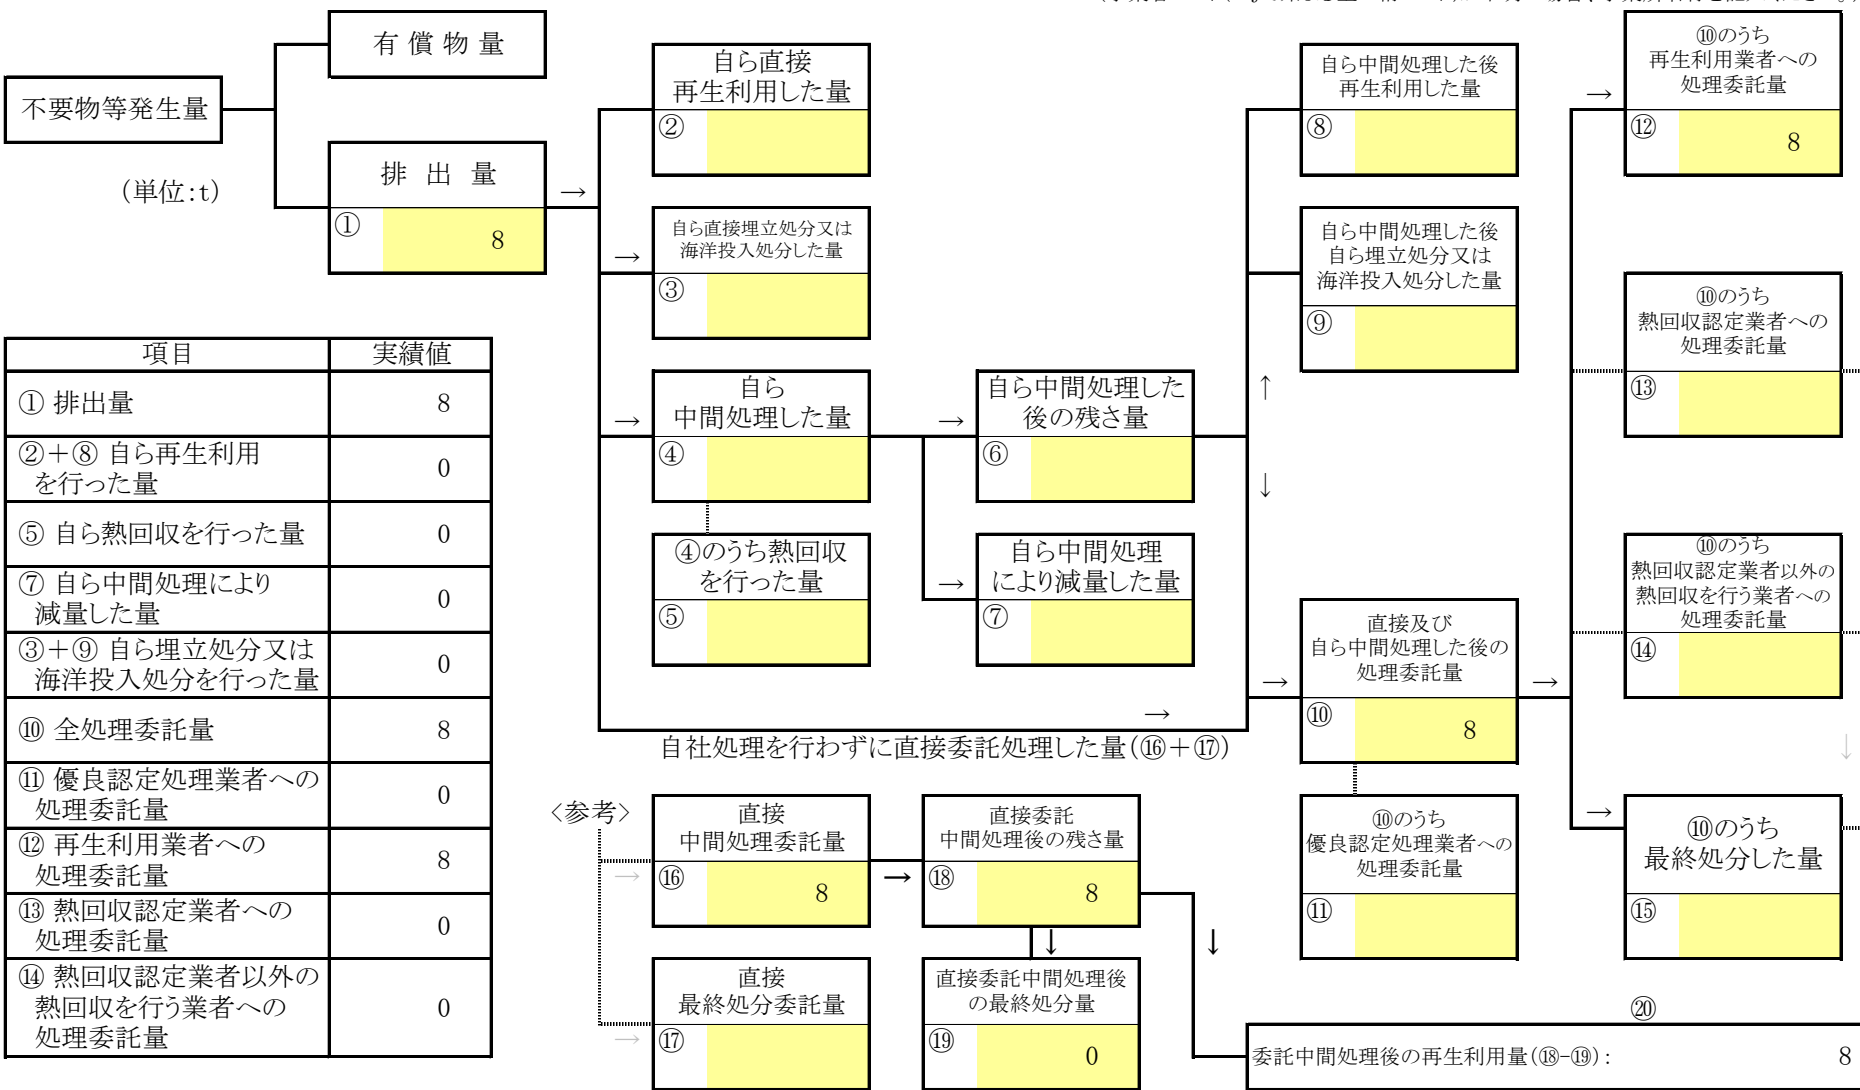 有 償 物 量
不要物等発生量
(単位:t)
排 出 量
→
①
8
自ら直接
再生利用した量
②
→
自ら直接埋立処分又は
海洋投入処分した量
③
→
自ら
中間処理した量
④
④のうち熱回収
を行った量
⑤
→
自ら中間処理した
後の残さ量
⑥
→
自ら中間処理
により減量した量
⑦
↑
↓
自ら中間処理した後
再生利用した量
⑧
自ら中間処理した後
自ら埋立処分又は
海洋投入処分した量
⑨
→
自社処理を行わずに直接委託処理した量(⑯+⑰)
→
直接及び
自ら中間処理した後の
処理委託量
⑩
8
→
⑩のうち
優良認定処理業者への
処理委託量
⑪
→
⑩のうち
再生利用業者への
処理委託量
⑫
8
⑩のうち
熱回収認定業者への
処理委託量
⑬
⑩のうち
熱回収認定業者以外の
熱回収を行う業者への
処理委託量
⑭
↓
→
⑩のうち
最終処分した量
⑮
項目 実績値
① 排出量 8
②+⑧ 自ら再生利用
を行った量 0
⑤ 自ら熱回収を行った量 0
⑦ 自ら中間処理により
減量した量 0
③+⑨ 自ら埋立処分又は
海洋投入処分を行った量 0
⑩ 全処理委託量 8
⑪ 優良認定処理業者への
処理委託量 0
⑫ 再生利用業者への
処理委託量 8
⑬ 熱回収認定業者への
処理委託量 0
⑭ 熱回収認定業者以外の
熱回収を行う業者への
処理委託量 0
〈参考〉
→
直接
中間処理委託量
⑯
8
→
直接委託
中間処理後の残さ量
⑱
8
↓
↓
→
直接
最終処分委託量
⑰
直接委託中間処理後
の最終処分量
⑲
0
⑳
委託中間処理後の再生利用量(⑱-⑲): 8